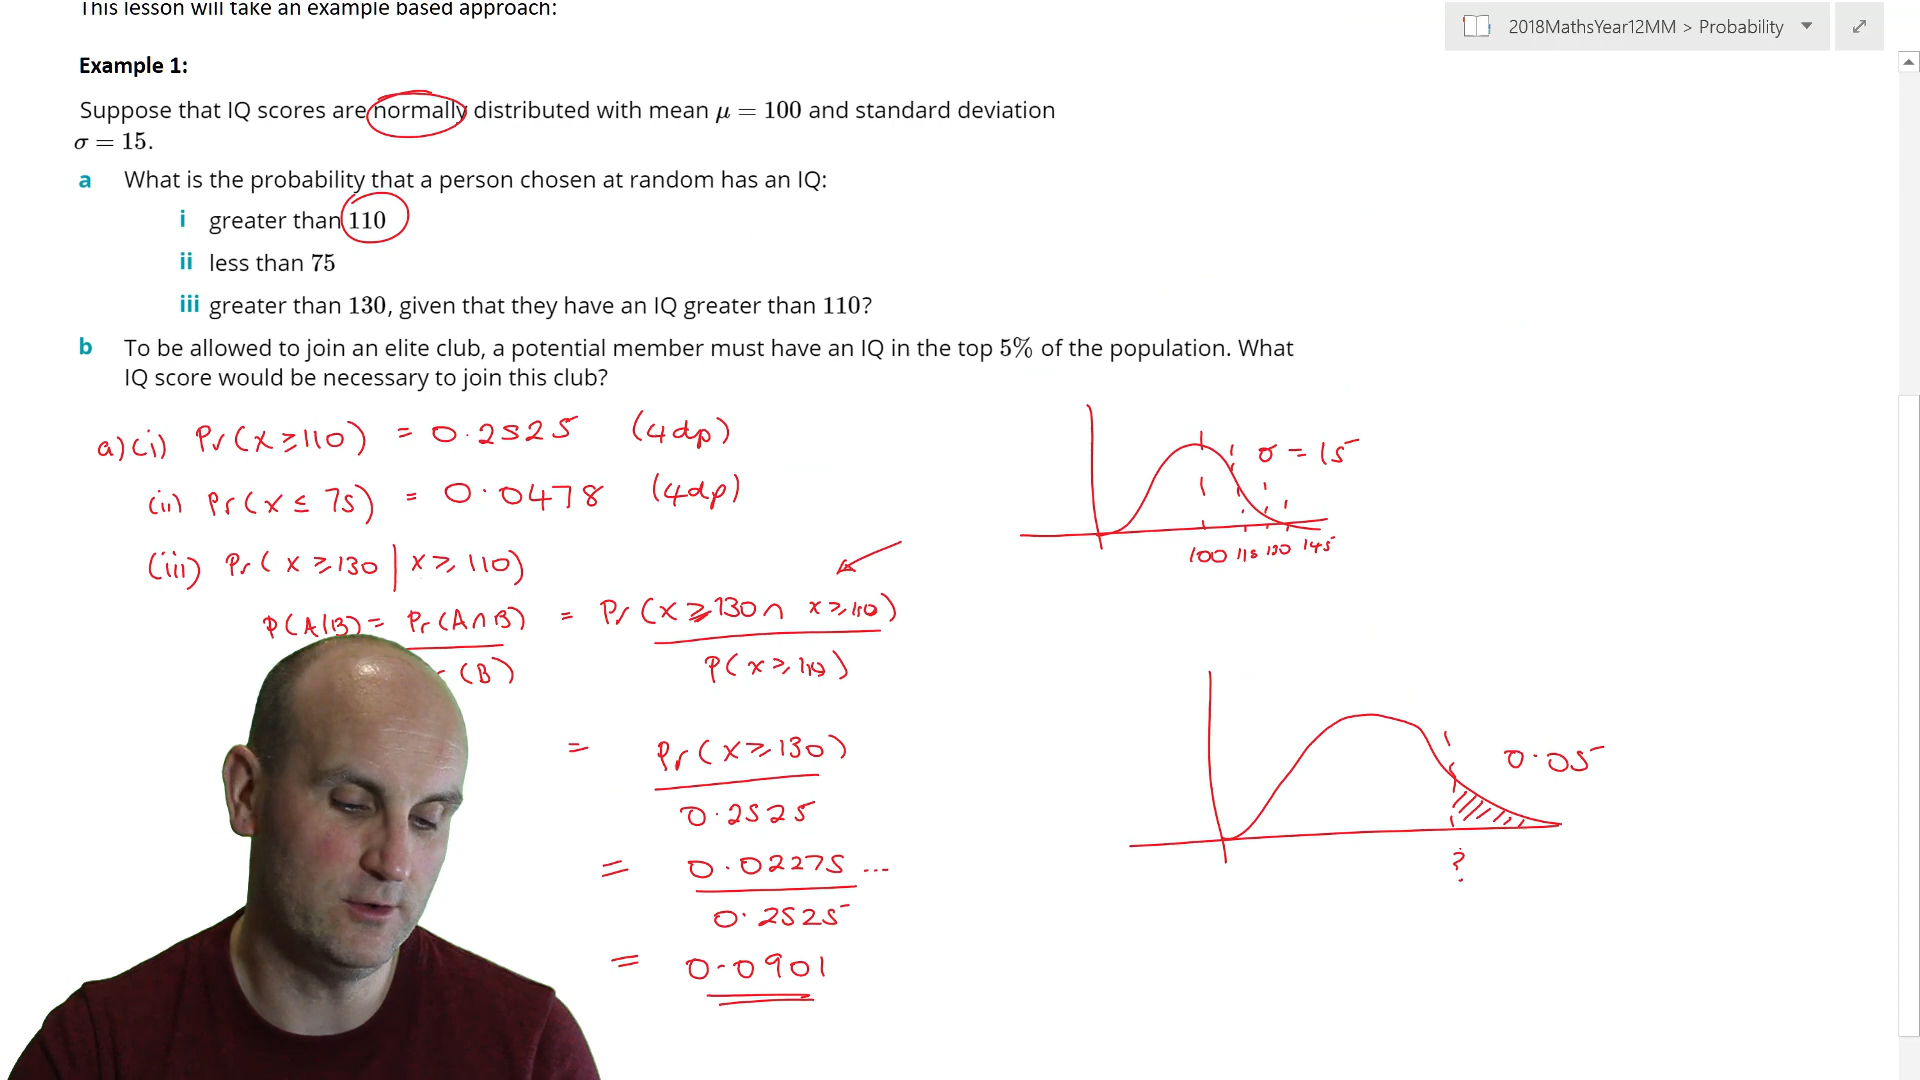 This lesson will take an example based approach:
2018MathsYear12MM > Probability
Example 1:
Suppose that IQ scores are normally distributed with mean μ = 100 and standard deviation
σ = 15.
a What is the probability that a person chosen at random has an IQ:
i greater than 110
ii less than 75
iii greater than 130, given that they have an IQ greater than 110?
b To be allowed to join an elite club, a potential member must have an IQ in the top 5% of the population. What
IQ score would be necessary to join this club?
a)(i) Pr(x ≥ 110) = 0.2525 (4dp)
(ii) Pr(x ≤ 75) = 0.0478 (4dp)
(iii) Pr(x ≥ 130 | x ≥ 110)
P(A|B) = Pr(A∩B) = Pr(x ≥ 130 ∩ x ≥ 110)
(B) P(x ≥ 110)
= Pr(x ≥ 130)
0.2525
= 0.02275...
0.2525
= 0.0901
σ = 15
100 115 130 145
0.05
?